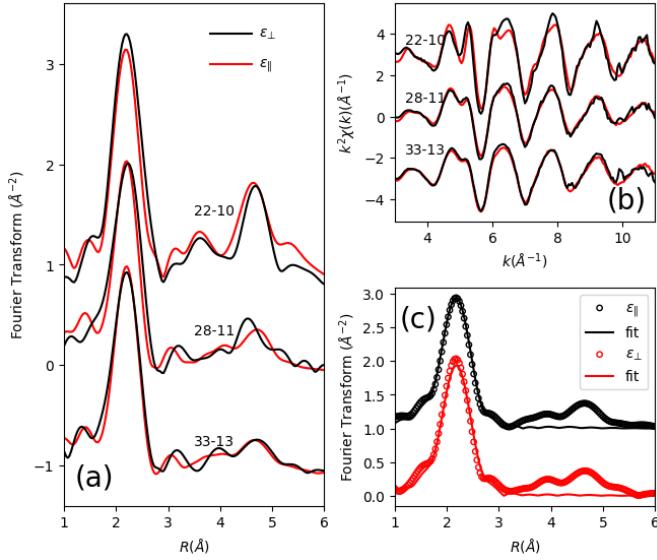 Fourier Transform (Å⁻²)
3
2
1
0
−1
ε⊥
ε∥
22-10
28-11
33-13
(a)
1 2 3 4 5 6
R(Å)
k²χ(k)(Å⁻¹)
4
2
0
−2
−4
22-10
28-11
33-13
(b)
4 6 8 10
k(Å⁻¹)
Fourier Transform (Å⁻²)
3.0
2.5
2.0
1.5
1.0
0.5
0.0
(c)
ε∥
fit
ε⊥
fit
1 2 3 4 5 6
R(Å)